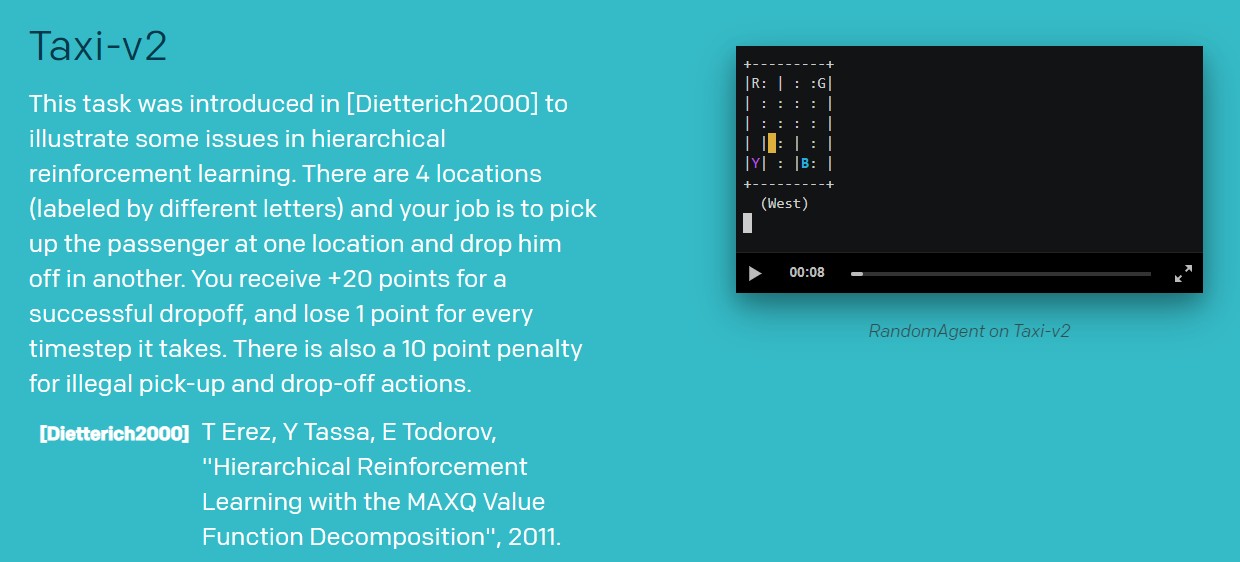 Taxi-v2
This task was introduced in [Dietterich2000] to
illustrate some issues in hierarchical
reinforcement learning. There are 4 locations
(labeled by different letters) and your job is to pick
up the passenger at one location and drop him
off in another. You receive +20 points for a
successful dropoff, and lose 1 point for every
timestep it takes. There is also a 10 point penalty
for illegal pick-up and drop-off actions.
[Dietterich2000] T Erez, Y Tassa, E Todorov,
"Hierarchical Reinforcement
Learning with the MAXQ Value
Function Decomposition", 2011.
+---------+
|R: | : :G|
| : : : : |
| : : : : |
| | : | : |
|Y| : |B: |
+---------+
(West)
00:08
RandomAgent on Taxi-v2